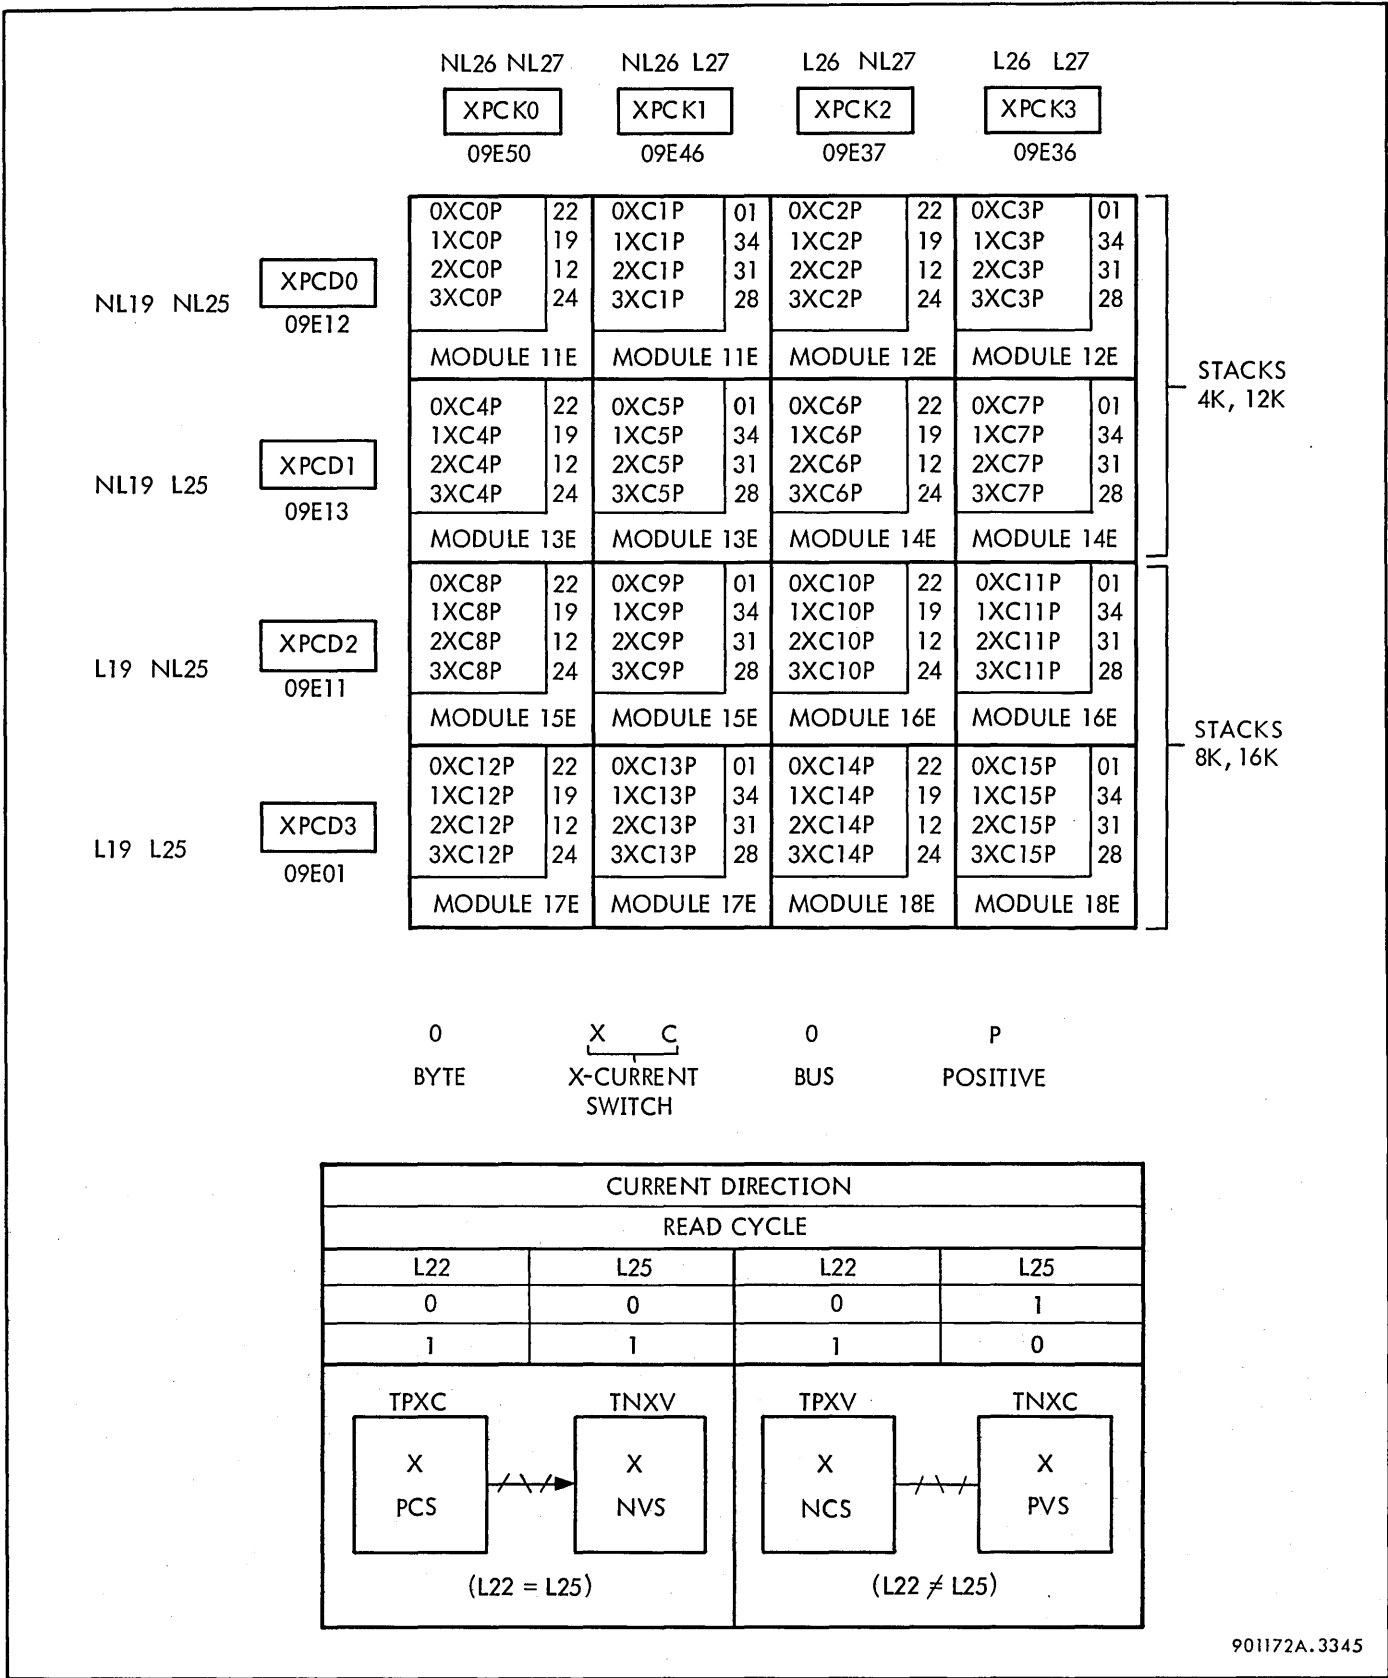 NL26 NL27 NL26 L27 L26 NL27 L26 L27
XPCK0 XPCK1 XPCK2 XPCK3
09E50 09E46 09E37 09E36
0XC0P 22 0XC1P 01 0XC2P 22 0XC3P 01
1XC0P 19 1XC1P 34 1XC2P 19 1XC3P 34
2XC0P 12 2XC1P 31 2XC2P 12 2XC3P 31
3XC0P 24 3XC1P 28 3XC2P 24 3XC3P 28
NL19 NL25 XPCD0
09E12
MODULE 11E MODULE 11E MODULE 12E MODULE 12E
STACKS
4K, 12K
0XC4P 22 0XC5P 01 0XC6P 22 0XC7P 01
1XC4P 19 1XC5P 34 1XC6P 19 1XC7P 34
2XC4P 12 2XC5P 31 2XC6P 12 2XC7P 31
3XC4P 24 3XC5P 28 3XC6P 24 3XC7P 28
NL19 L25 XPCD1
09E13
MODULE 13E MODULE 13E MODULE 14E MODULE 14E
0XC8P 22 0XC9P 01 0XC10P 22 0XC11P 01
1XC8P 19 1XC9P 34 1XC10P 19 1XC11P 34
2XC8P 12 2XC9P 31 2XC10P 12 2XC11P 31
3XC8P 24 3XC9P 28 3XC10P 24 3XC11P 28
L19 NL25 XPCD2
09E11
MODULE 15E MODULE 15E MODULE 16E MODULE 16E
STACKS
8K, 16K
0XC12P 22 0XC13P 01 0XC14P 22 0XC15P 01
1XC12P 19 1XC13P 34 1XC14P 19 1XC15P 34
2XC12P 12 2XC13P 31 2XC14P 12 2XC15P 31
3XC12P 24 3XC13P 28 3XC14P 24 3XC15P 28
L19 L25 XPCD3
09E01
MODULE 17E MODULE 17E MODULE 18E MODULE 18E
0 X C 0 P
BYTE X-CURRENT BUS POSITIVE
SWITCH
CURRENT DIRECTION
READ CYCLE
L22 L25 L22 L25
0 0 0 1
1 1 1 0
TPXC TNXV TPXV TNXC
X X X X
PCS NVS NCS PVS
(L22 = L25) (L22 ≠ L25)
901172A.3345